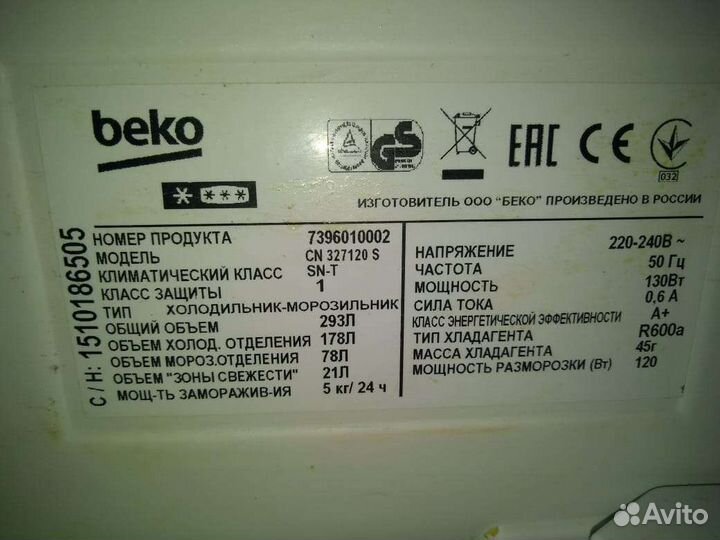 beko
* ***
EAC CE
032
ИЗГОТОВИТЕЛЬ ООО "БЕКО" ПРОИЗВЕДЕНО В РОССИИ
С / Н: 1510186505
НОМЕР ПРОДУКТА 7396010002
МОДЕЛЬ CN 327120 S
КЛИМАТИЧЕСКИЙ КЛАСС SN-T
КЛАСС ЗАЩИТЫ 1
ТИП ХОЛОДИЛЬНИК-МОРОЗИЛЬНИК
ОБЩИЙ ОБЪЕМ 293Л
ОБЪЕМ ХОЛОД. ОТДЕЛЕНИЯ 178Л
ОБЪЕМ МОРОЗ.ОТДЕЛЕНИЯ 78Л
ОБЪЕМ "ЗОНЫ СВЕЖЕСТИ" 21Л
МОЩ-ТЬ ЗАМОРАЖИВ-ИЯ 5 кг/ 24 ч
НАПРЯЖЕНИЕ 220-240В ~
ЧАСТОТА 50 Гц
МОЩНОСТЬ 130Вт
СИЛА ТОКА 0,6 А
КЛАСС ЭНЕРГЕТИЧЕСКОЙ ЭФФЕКТИВНОСТИ А+
ТИП ХЛАДАГЕНТА R600a
МАССА ХЛАДАГЕНТА 45г
МОЩНОСТЬ РАЗМОРОЗКИ (Вт) 120
Avito